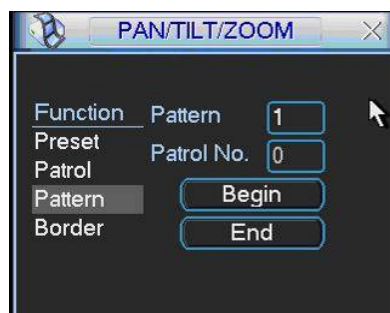 PAN/TILT/ZOOM
Function
Preset
Patrol
Pattern
Border
Pattern 1
Patrol No. 0
Begin
End